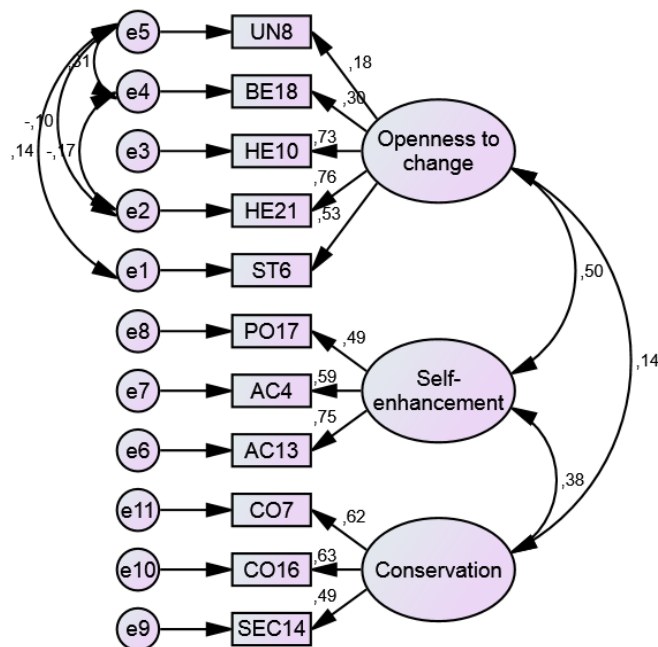 e5
UN8
,18
,31
e4
BE18
,30
-,10
e3
HE10
,73
Openness to
change
,14
-,17
,76
e2
HE21
,53
e1
ST6
,50
e8
PO17
,49
,14
e7
AC4
,59
Self-
enhancement
e6
AC13
,75
,38
e11
CO7
,62
e10
CO16
,63
Conservation
e9
SEC14
,49